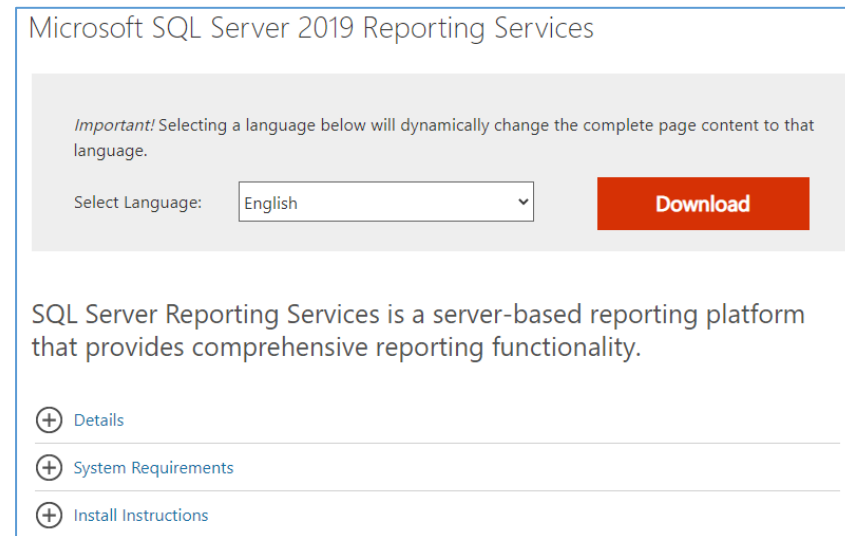 Microsoft SQL Server 2019 Reporting Services
Important! Selecting a language below will dynamically change the complete page content to that
language.
Select Language:
English
Download
SQL Server Reporting Services is a server-based reporting platform
that provides comprehensive reporting functionality.
Details
System Requirements
Install Instructions